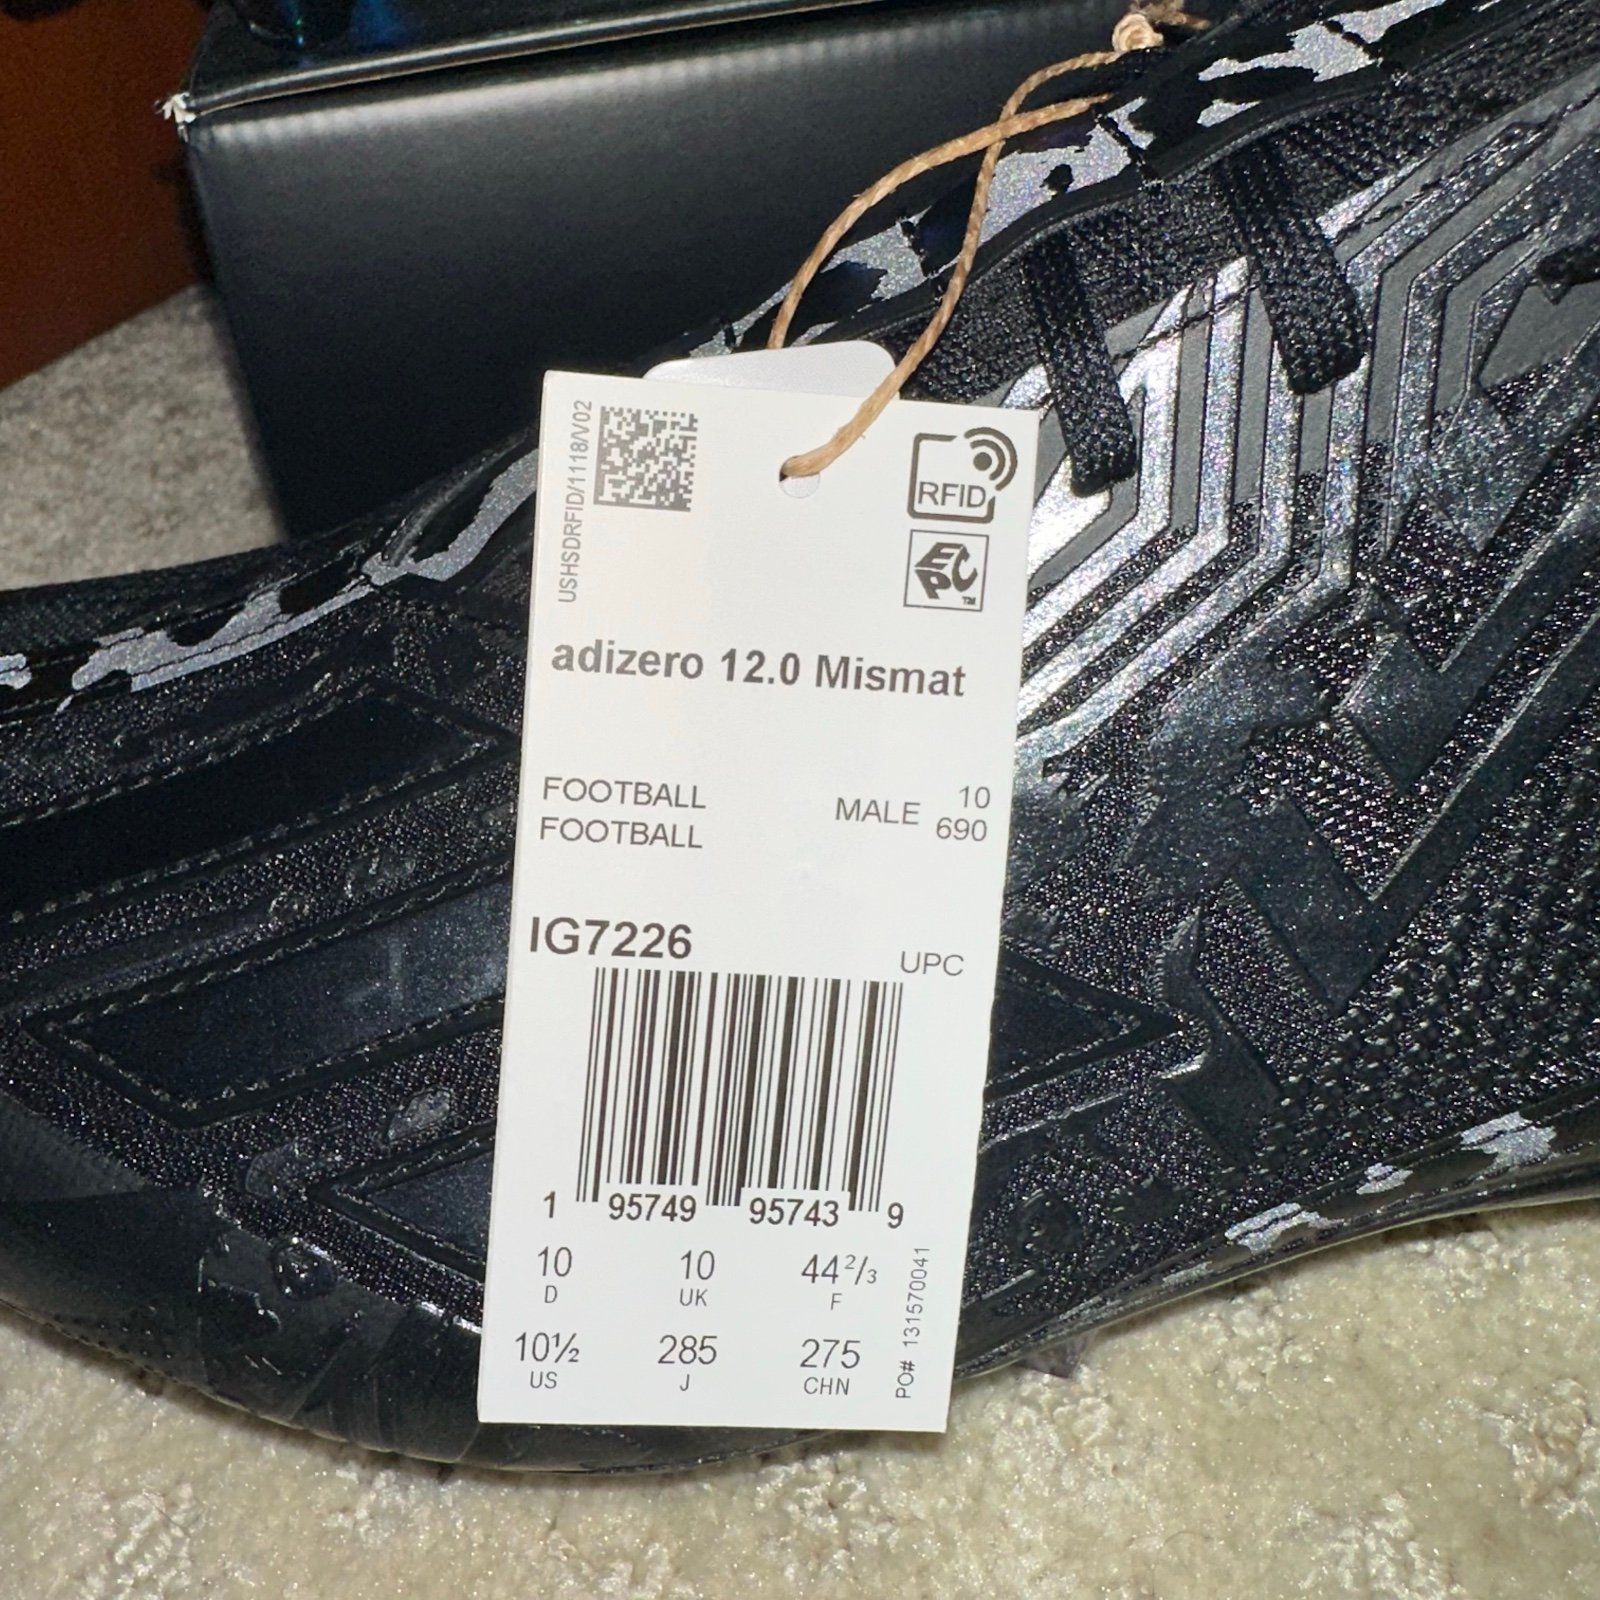 USHSDRFID/1118/V02
RFID
EPC™
adizero 12.0 Mismat
FOOTBALL
FOOTBALL
MALE
10
690
IG7226
UPC
1 95749 95743 9
10 10 44 2/3
D UK F
10½ 285 275
US J CHN
PO# 131570041